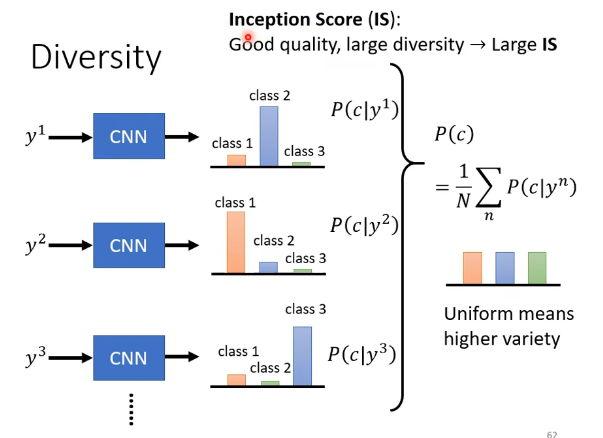 Inception Score (IS):
Good quality, large diversity → Large IS
Diversity
y¹
CNN
class 1
class 2
class 3
P(c|y¹)
y²
CNN
class 1
class 2
class 3
P(c|y²)
y³
CNN
class 1
class 2
class 3
P(c|y³)
P(c)
= 1/N ∑ₙ P(c|yⁿ)
Uniform means
higher variety
62